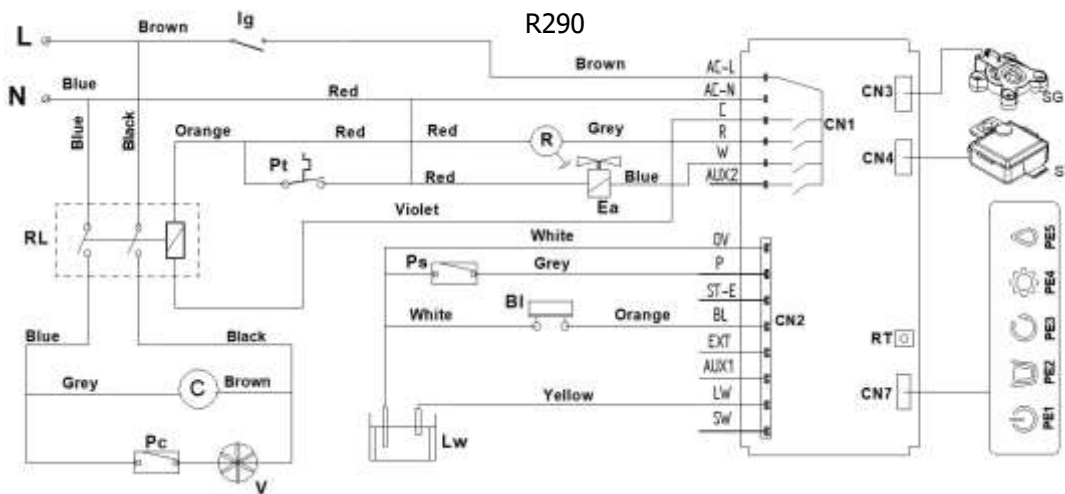 R290
L
Brown
Ig
Brown
AC-L
CN3
SG
N
Blue
Red
AC-N
C
CN1
Blue
Black
Orange
Red
Red
R
Grey
R
W
CN4
S
Pt
Red
Ea
Blue
AUX2
Violet
RL
White
0V
Ps
Grey
P
ST-E
White
Bl
Orange
BL
CN2
EXT
RT
AUX1
CN7
Yellow
LW
SW
Lw
PE5
PE4
PE3
PE2
PE1
Blue
Black
Grey
C
Brown
Pc
V